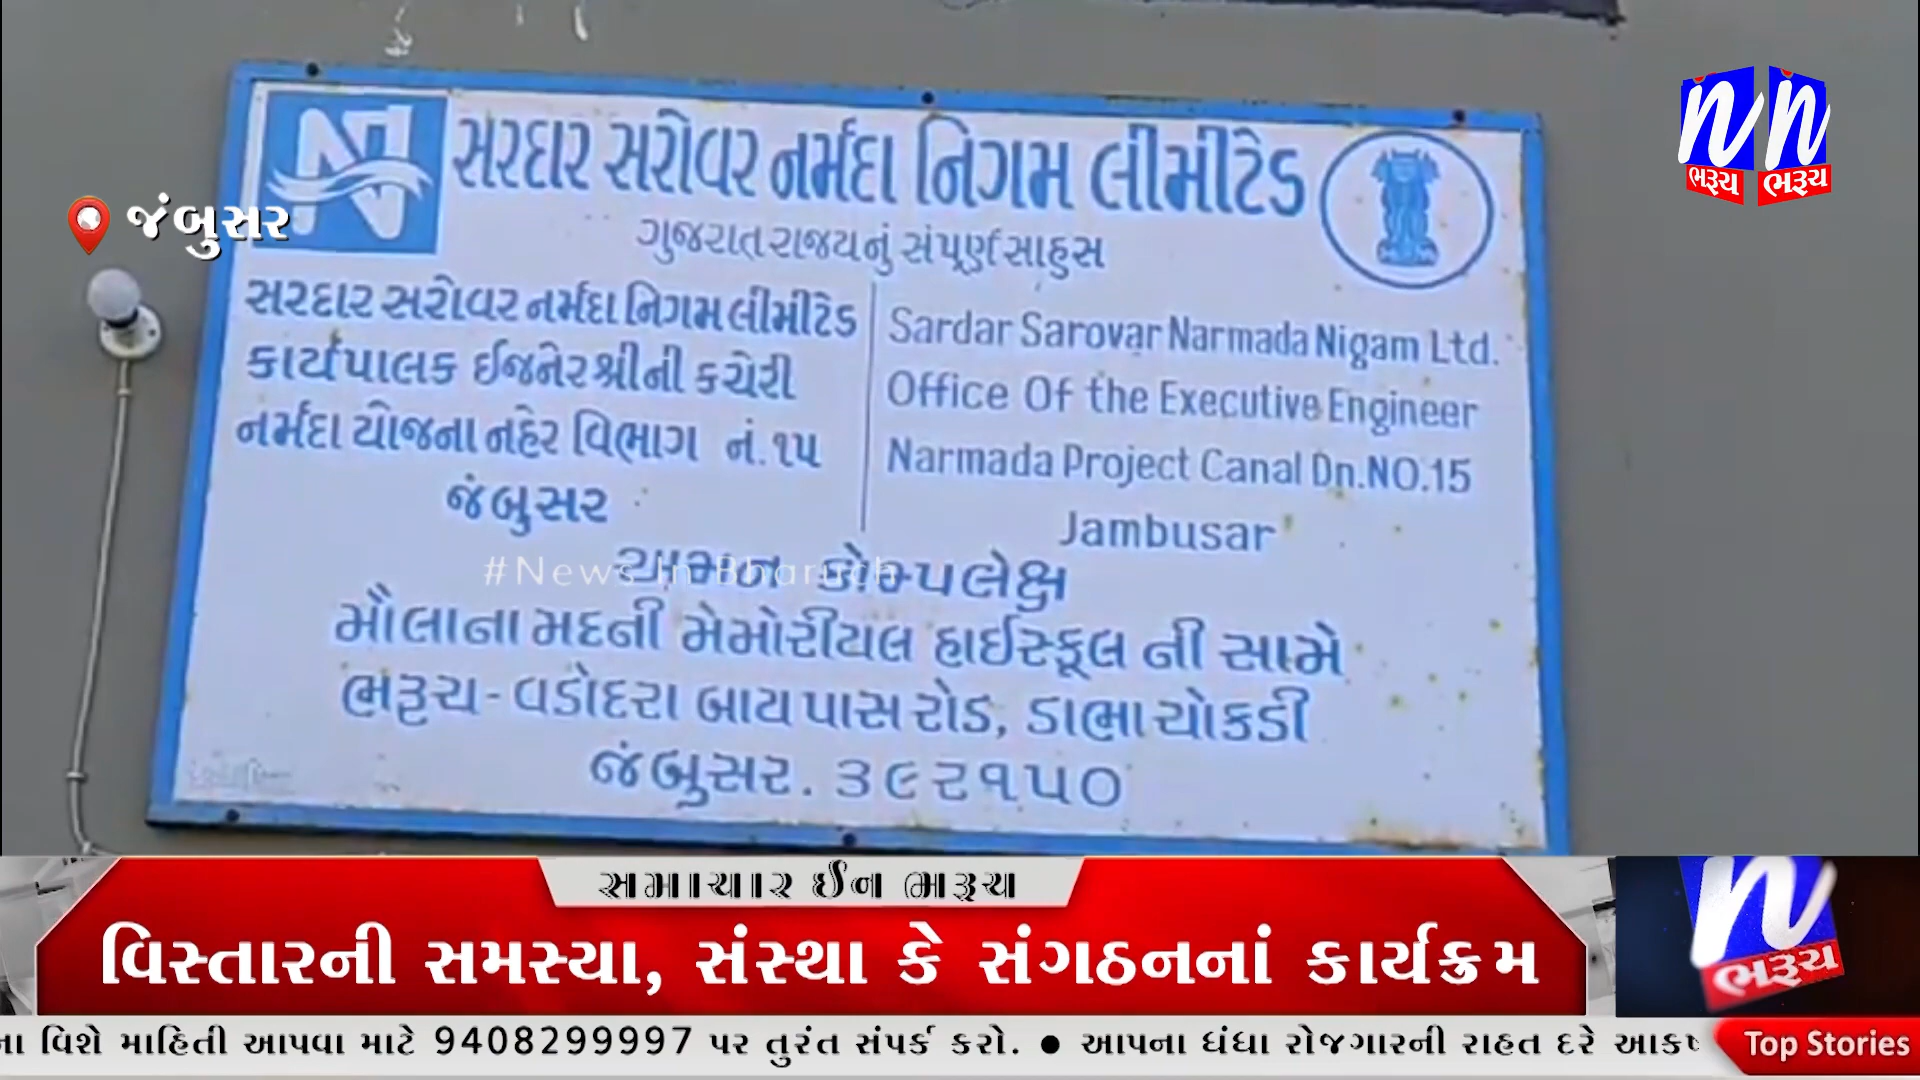 સરદાર સરોવર નર્મદા નિગમ લીમીટેડ
ગુજરાત રાજ્યનું સંપૂર્ણ સાહસ
જંબુસર
સરદાર સરોવર નર્મદા નિગમ લીમીટેડ
કાર્યપાલક ઈજનેર શ્રીની કચેરી
નર્મદા યોજના નહેર વિભાગ નં.૧૫
જંબુસર
Sardar Sarovar Narmada Nigam Ltd.
Office Of the Executive Engineer
Narmada Project Canal Dn.NO.15
Jambusar
#News In Bharuch
કોમ્પલેક્ષ
મૌલાના મદની મેમોરીયલ હાઈસ્કૂલ ની સામે
ભરૂચ - વડોદરા બાયપાસ રોડ, ડાભા ચોકડી
જંબુસર. ૩૯૨૧૫૦
ભરૂચ ભરૂચ
સમાચાર ઈન ભરૂચ
વિસ્તારની સમસ્યા, સંસ્થા કે સંગઠનનાં કાર્યક્રમ
ભરૂચ
વિશે માહિતી આપવા માટે 9408299997 પર તુરંત સંપર્ક કરો. ● આપના ધંધા રોજગારની રાહત દરે
Top Stories